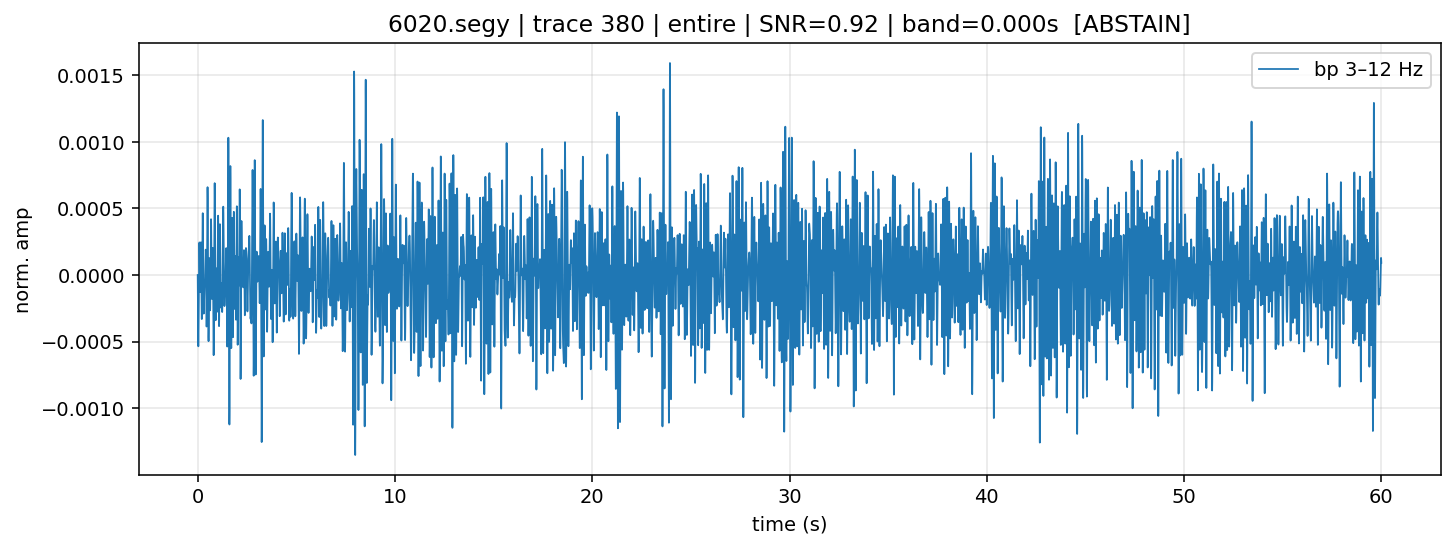 6020.segy | trace 380 | entire | SNR=0.92 | band=0.000s  [ABSTAIN]
bp 3–12 Hz
norm. amp
0.0015
0.0010
0.0005
0.0000
−0.0005
−0.0010
0 10 20 30 40 50 60
time (s)